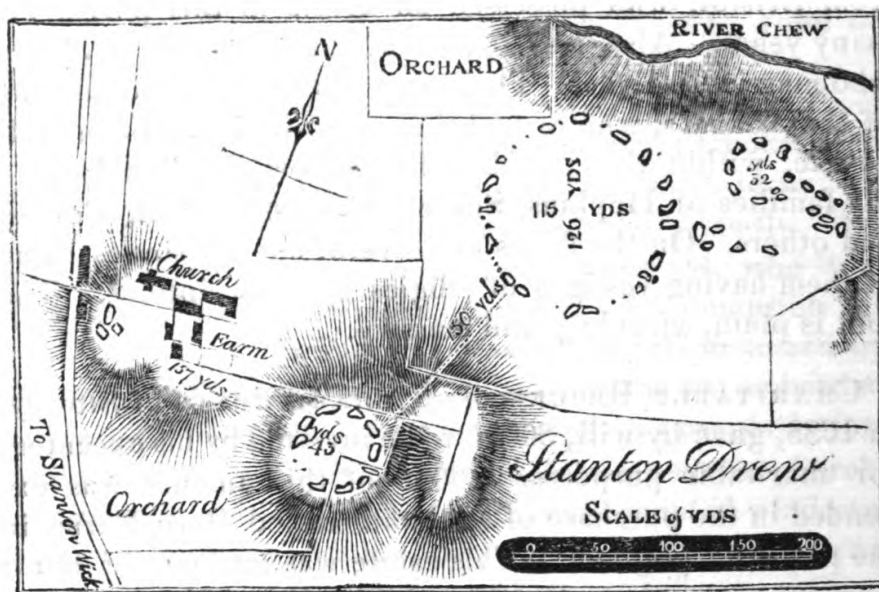 RIVER CHEW
ORCHARD
N
yds
32
115 YDS
126 YDS
150 yds
Church
Farm
157 yds
yds
43
To Stanton Wick
Orchard
Stanton Drew
SCALE of YDS
0 50 100 150 200